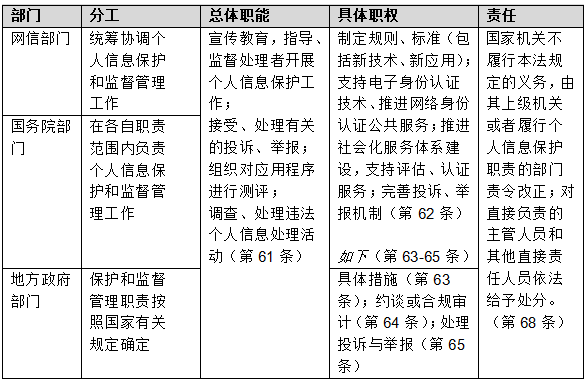 部门
分工
总体职能
具体职权
责任
网信部门
统筹协调个
人信息保护
和监督管理
工作
国务院部
门
在各自职责
范围内负责
个人信息保
护和监督管
理工作
地方政府
部门
保护和监督
管理职责按
照国家有关
规定确定
宣传教育，指导、
监督处理者开展
个人信息保护工
作；
接受、处理有关
的投诉、举报；
组织对应用程序
进行测评；
调查、处理违法
个人信息处理活
动（第 61 条）
制定规则、标准（包
括新技术、新应用）；
支持电子身份认证
技术、推进网络身份
认证公共服务；推进
社会化服务体系建
设，支持评估、认证
服务；完善投诉、举
报机制（第 62 条）
如下（第 63-65 条）
具体措施（第 63
条）；约谈或合规审
计（第 64 条）；处理
投诉与举报（第 65
条）
国家机关不
履行本法规
定的义务，由
其上级机关
或者履行个
人信息保护
职责的部门
责令改正；对
直接负责的
主管人员和
其他直接责
任人员依法
给予处分。
（第 68 条）